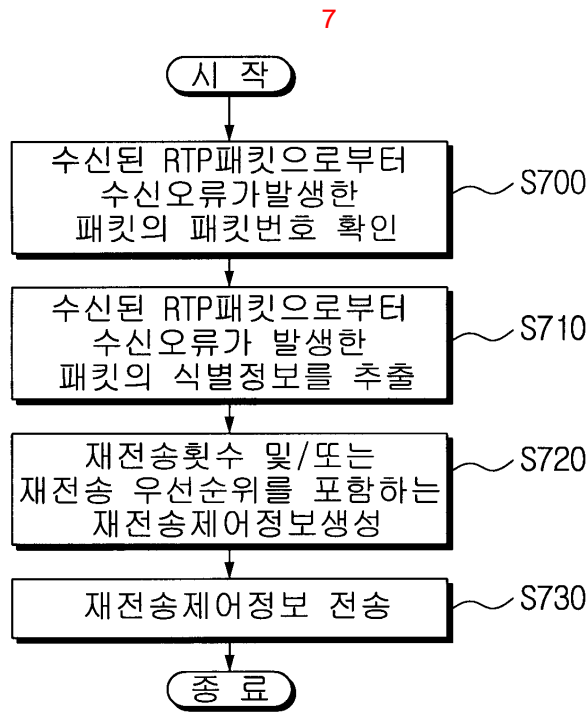 7
시 작
수신된 RTP패킷으로부터
수신오류가발생한
패킷의 패킷번호 확인
S700
수신된 RTP패킷으로부터
수신오류가 발생한
패킷의 식별정보를 추출
S710
재전송횟수 및/또는
재전송 우선순위를 포함하는
재전송제어정보생성
S720
재전송제어정보 전송
S730
종 료